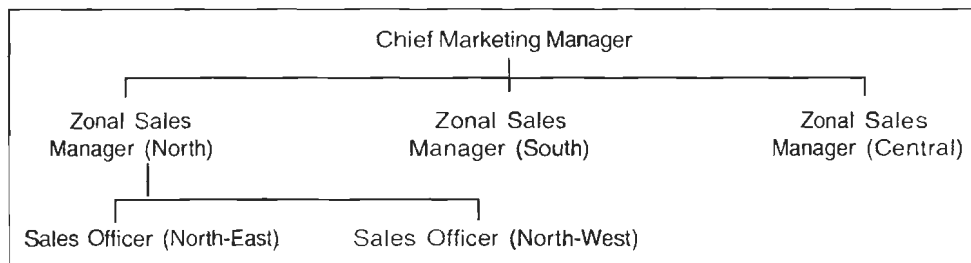 Chief Marketing Manager
Zonal Sales Manager (North)
Zonal Sales Manager (South)
Zonal Sales Manager (Central)
Sales Officer (North-East)
Sales Officer (North-West)